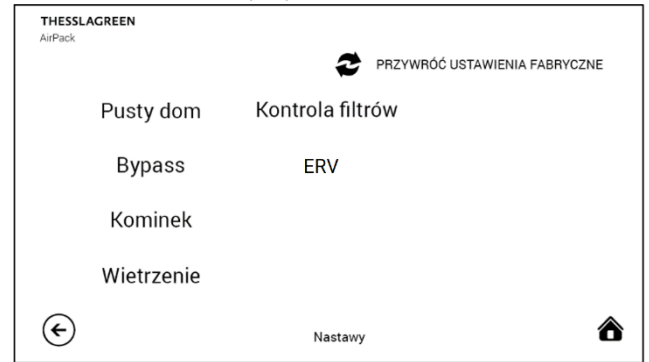 THESSLAGREEN
AirPack
PRZYWRÓĆ USTAWIENIA FABRYCZNE
Pusty dom
Kontrola filtrów
Bypass
ERV
Kominek
Wietrzenie
Nastawy